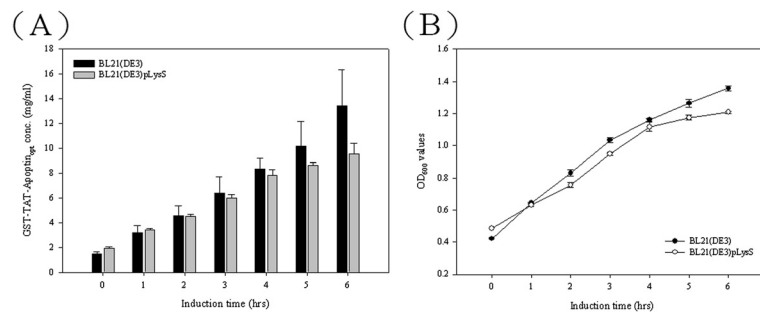 (A)
18
16
14
12
10
8
6
4
2
0
GST-TAT-Apoptin_opt conc. (mg/ml)
BL21(DE3)
BL21(DE3)pLysS
0 1 2 3 4 5 6
Induction time (hrs)
(B)
1.6
1.4
1.2
1.0
0.8
0.6
0.4
0.2
OD600 values
BL21(DE3)
BL21(DE3)pLysS
0 1 2 3 4 5 6
Induction time (hrs)